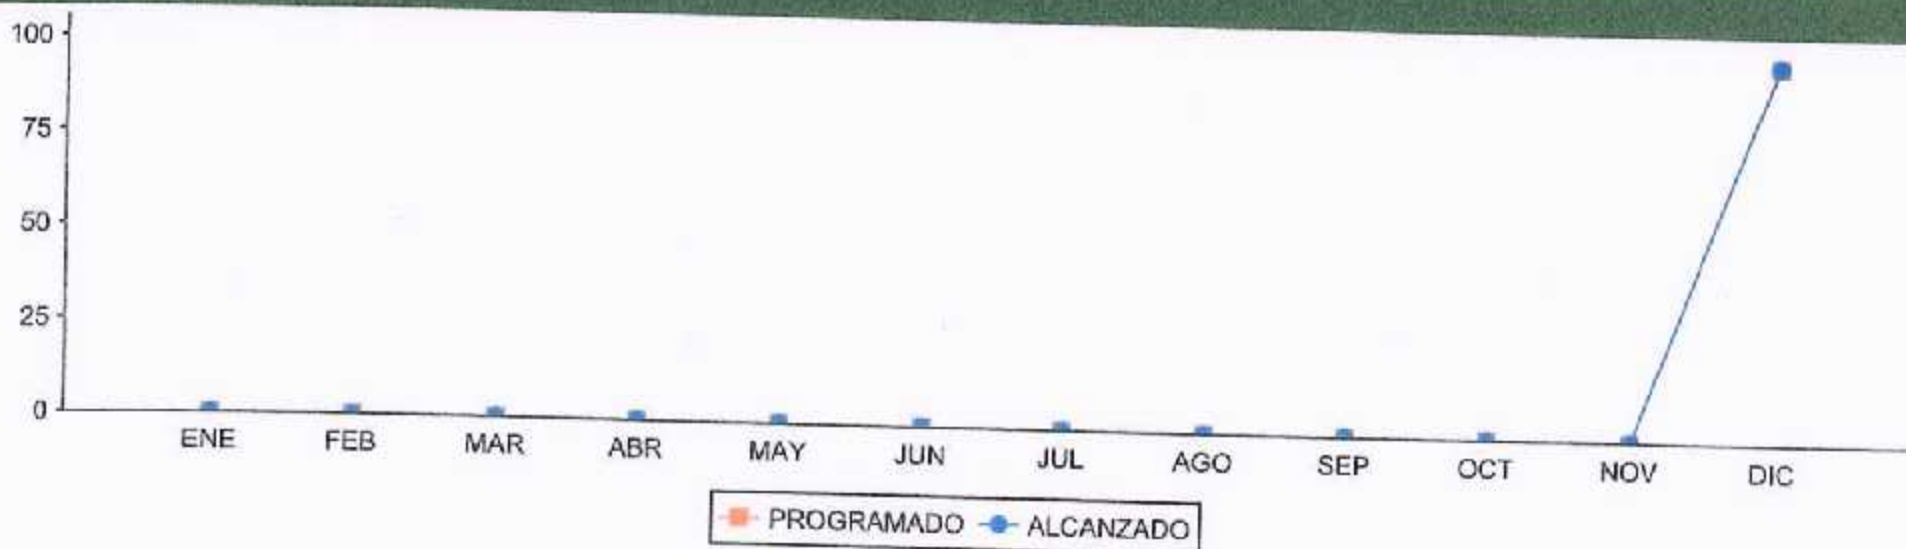 100
75
50
25
0
ENE FEB MAR ABR MAY JUN JUL AGO SEP OCT NOV DIC
PROGRAMADO ALCANZADO